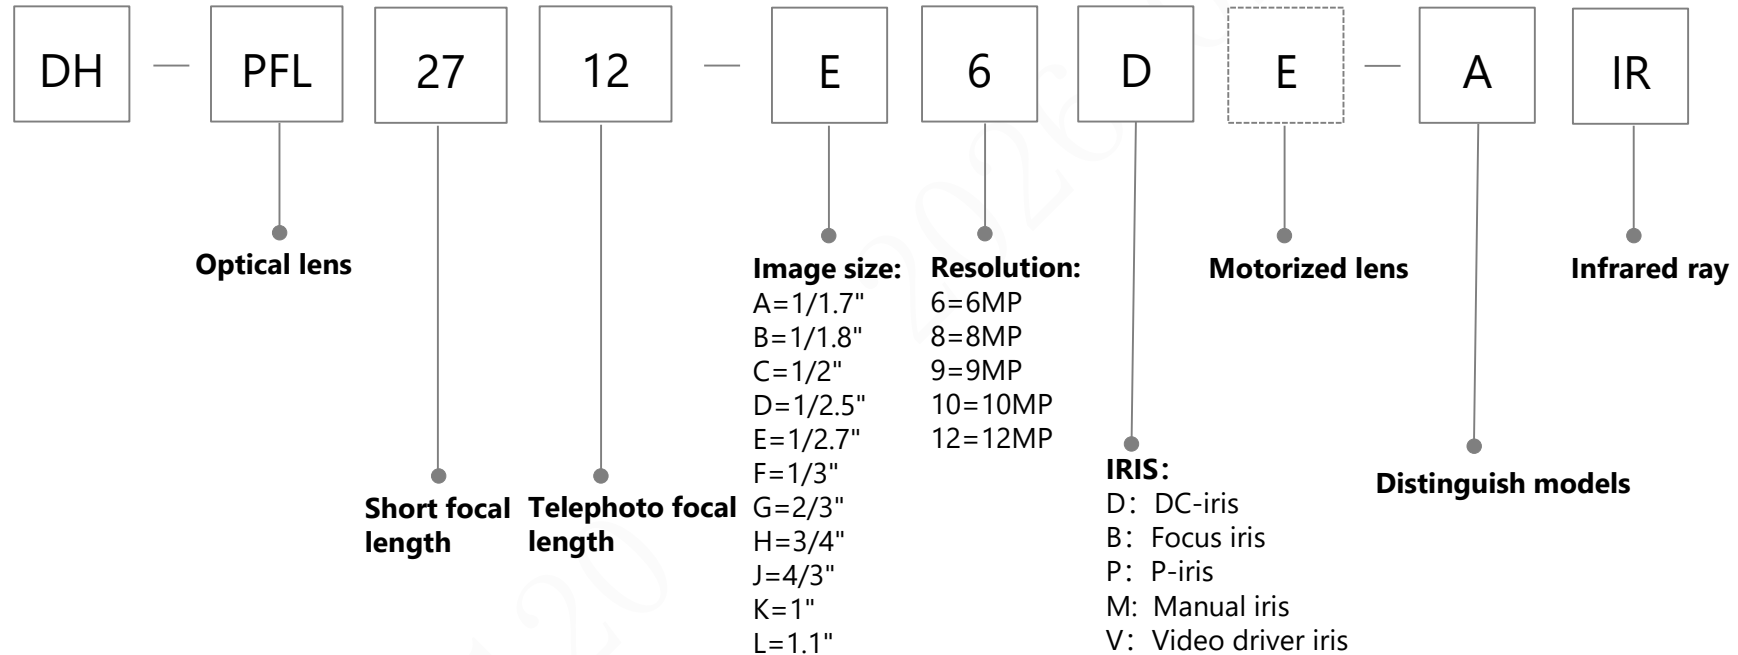 DH — PFL 27 12 — E 6 D E — A IR
Optical lens
Short focal
length
Telephoto focal
length
Image size:
A=1/1.7"
B=1/1.8"
C=1/2"
D=1/2.5"
E=1/2.7"
F=1/3"
G=2/3"
H=3/4"
J=4/3"
K=1"
L=1.1"
Resolution:
6=6MP
8=8MP
9=9MP
10=10MP
12=12MP
IRIS：
D：DC-iris
B：Focus iris
P：P-iris
M: Manual iris
V：Video driver iris
Motorized lens
Distinguish models
Infrared ray